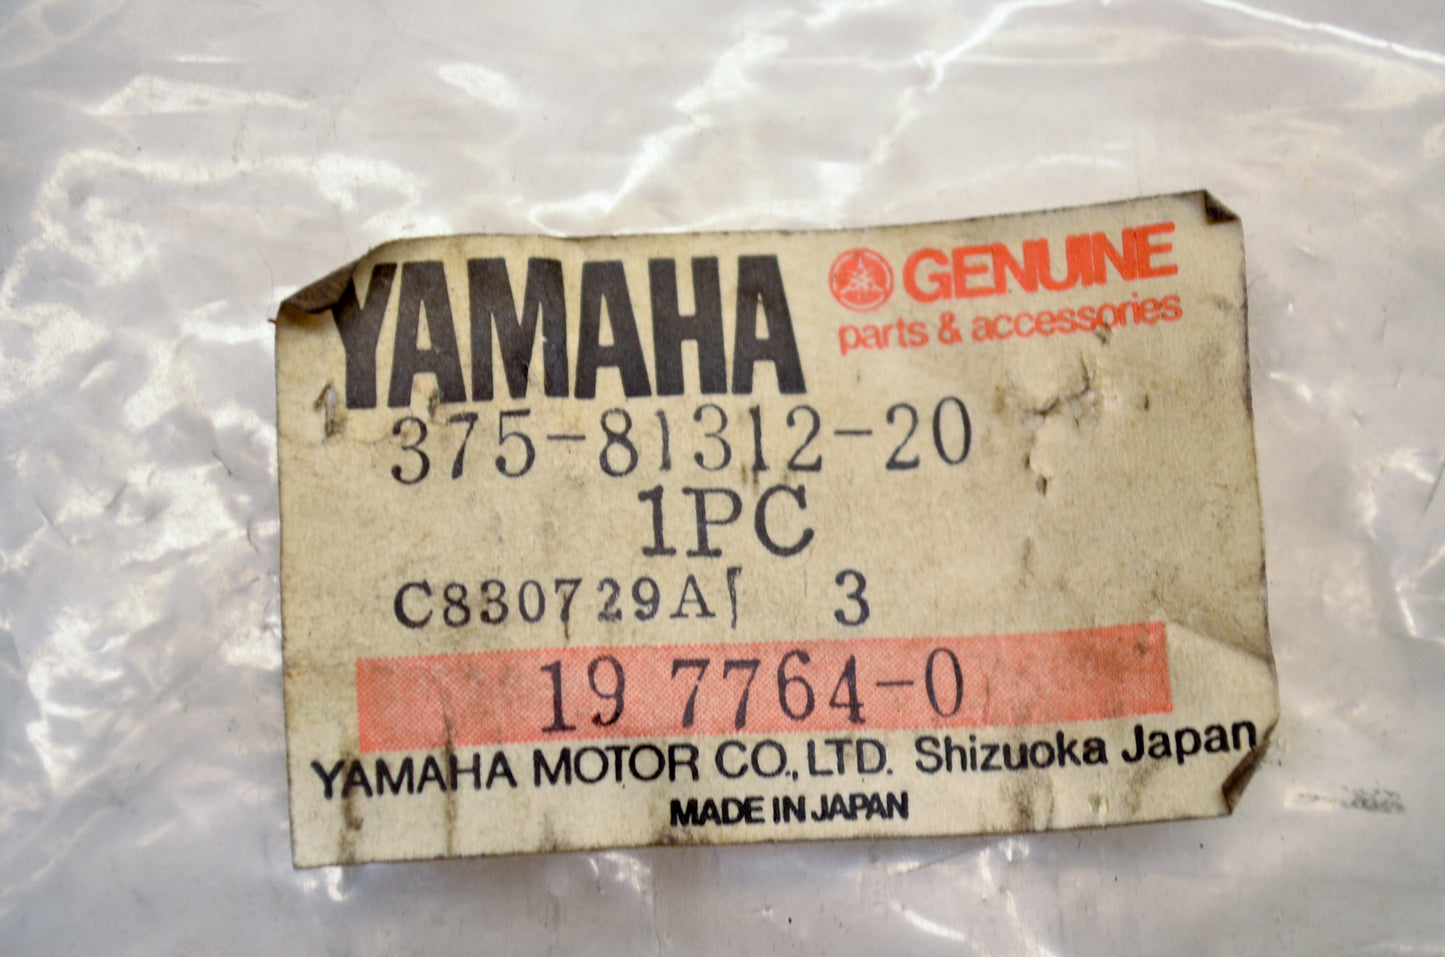 YAMAHA GENUINE
parts & accessories
375-81312-20
1PC
C830729A 3
19 7764-0
YAMAHA MOTOR CO., LTD. Shizuoka Japan
MADE IN JAPAN